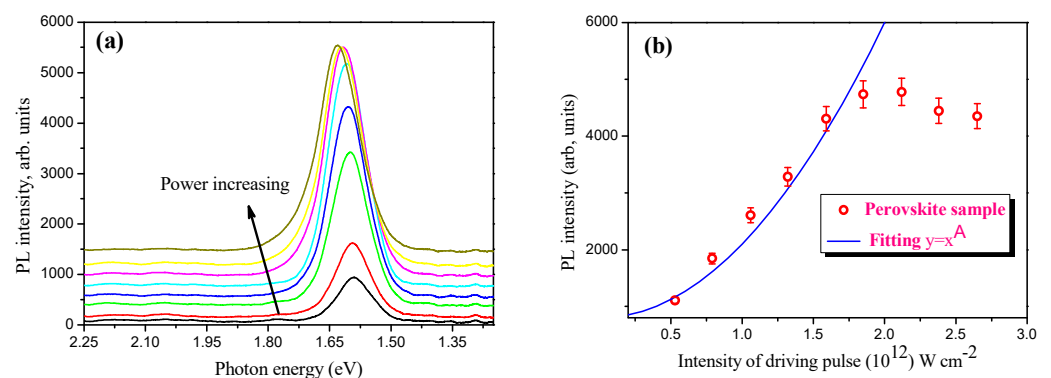 (a)
PL intensity, arb. units
6000
5000
4000
3000
2000
1000
0
Power increasing
2.25 2.10 1.95 1.80 1.65 1.50 1.35
Photon energy (eV)
(b)
PL intensity (arb, units)
6000
4000
2000
Perovskite sample
Fitting y=x^A
0.5 1.0 1.5 2.0 2.5 3.0
Intensity of driving pulse (10^12) W cm^-2